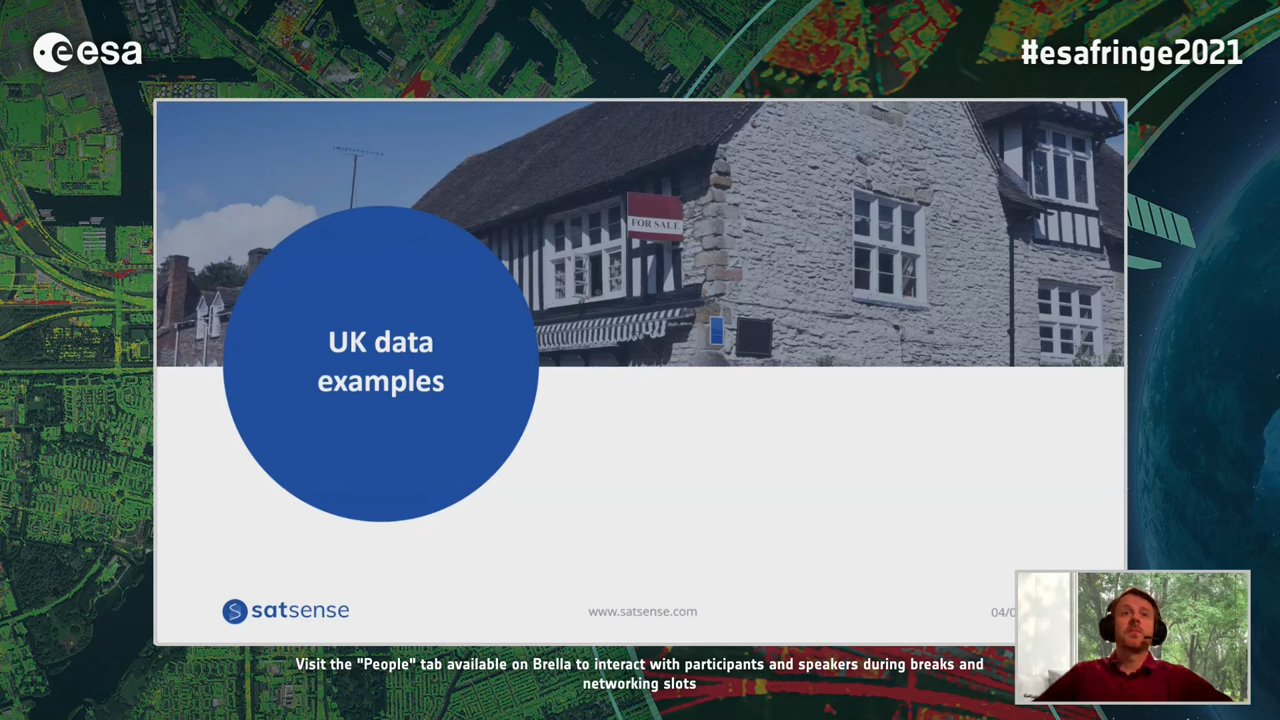 esa
#esafringe2021
FOR SALE
UK data
examples
satsense
www.satsense.com
04/0
Visit the "People" tab available on Brella to interact with participants and speakers during breaks and
networking slots